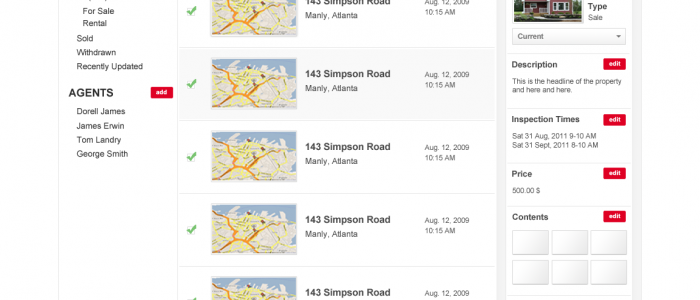 For Sale
Rental
Sold
Withdrawn
Recently Updated
AGENTS
add
Dorell James
James Erwin
Tom Landry
George Smith
143 Simpson Road
Manly, Atlanta
Aug. 12, 2009
10:15 AM
143 Simpson Road
Manly, Atlanta
Aug. 12, 2009
10:15 AM
143 Simpson Road
Manly, Atlanta
Aug. 12, 2009
10:15 AM
143 Simpson Road
Manly, Atlanta
Aug. 12, 2009
10:15 AM
143 Simpson Road
Aug. 12, 2009
10:15 AM
Type
Sale
Current
Description
edit
This is the headline of the property
and here and here.
Inspection Times
edit
Sat 31 Aug, 2011 9-10 AM
Sat 31 Sept, 2011 8-10 AM
Price
edit
500.00 $
Contents
edit